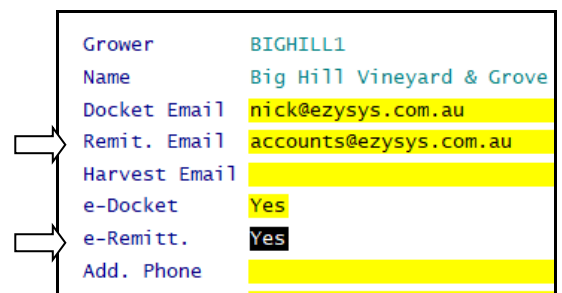 Grower BIGHILL1
Name Big Hill Vineyard & Grove
Docket Email nick@ezysys.com.au
Remit. Email accounts@ezysys.com.au
Harvest Email
e-Docket Yes
e-Remitt. Yes
Add. Phone